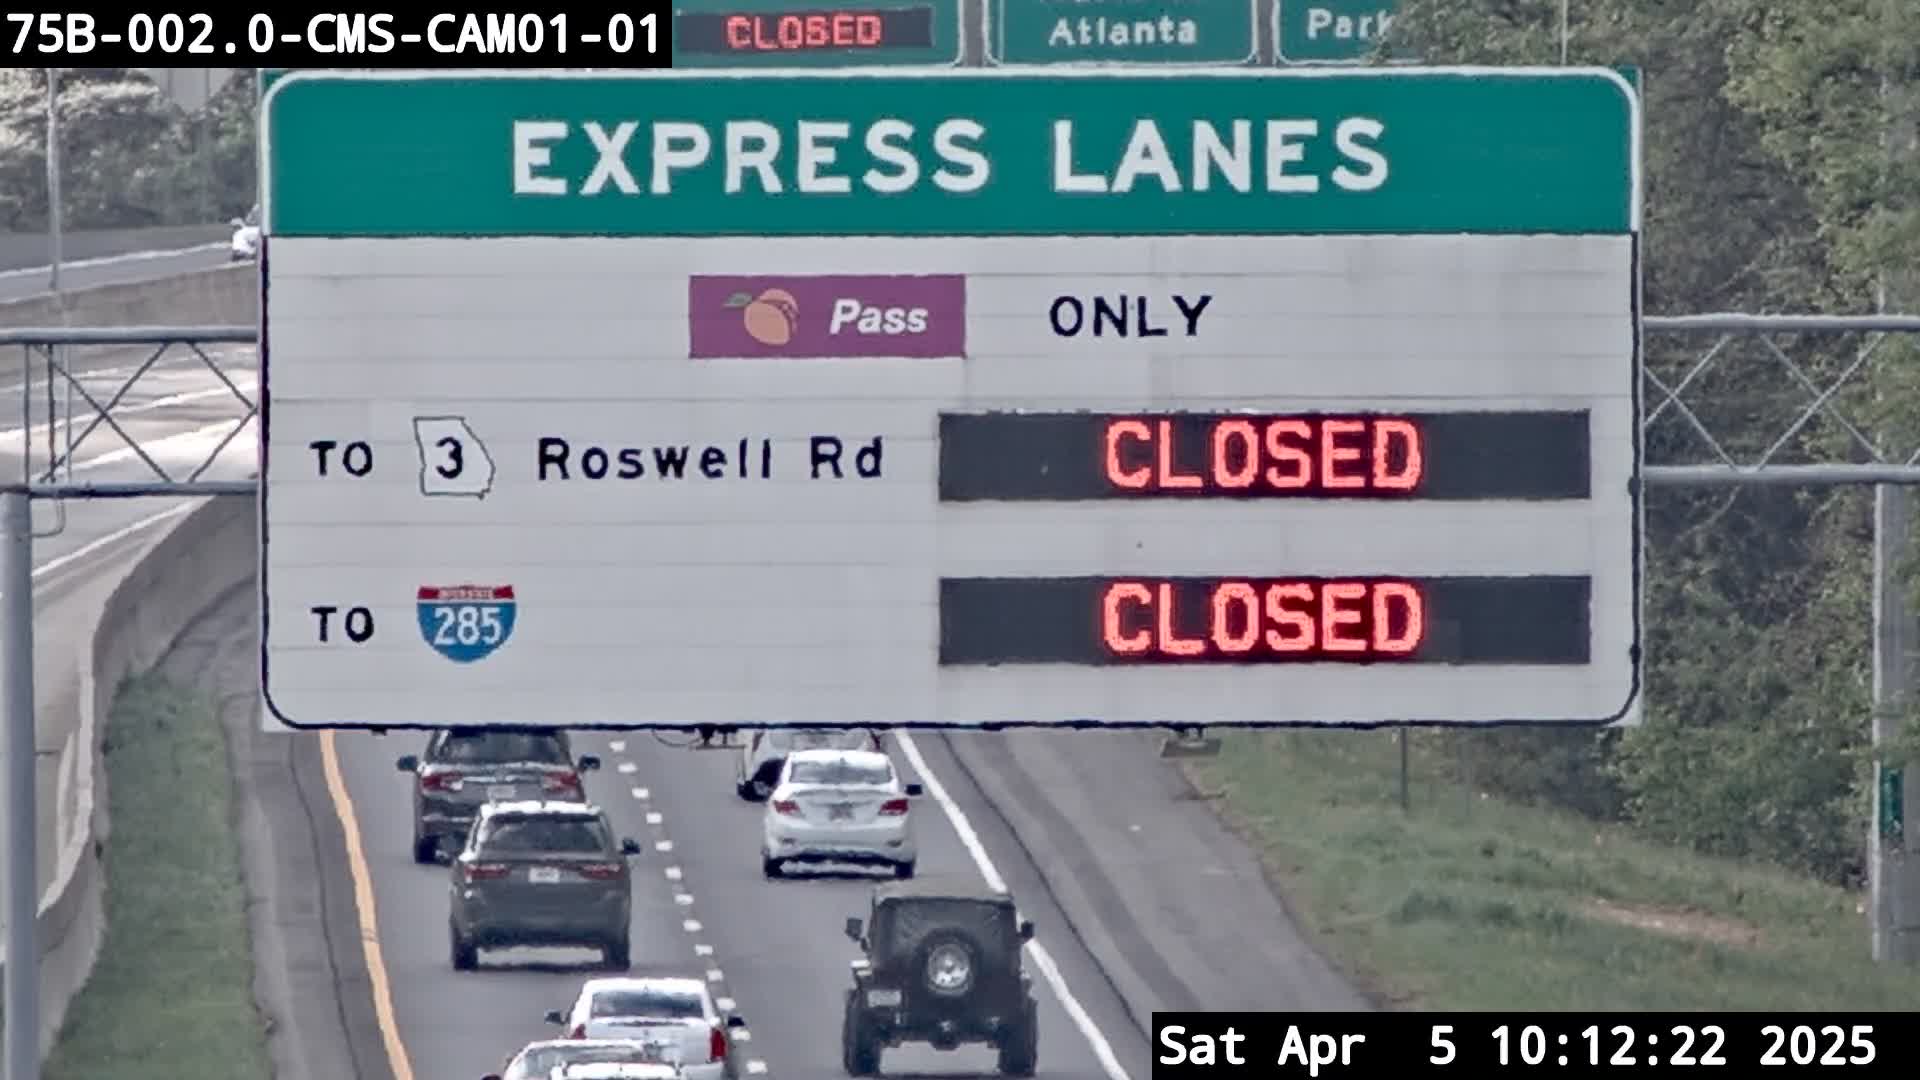 75B-002.0-CMS-CAM01-01
CLOSED
Atlanta
Park
EXPRESS LANES
Pass ONLY
TO 3 Roswell Rd CLOSED
TO INTERSTATE 285 CLOSED
Sat Apr 5 10:12:22 2025